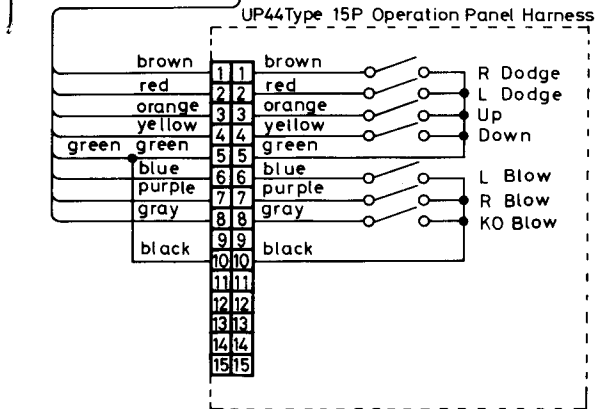 UP44Type 15P Operation Panel Harness
brown 1 1 brown R Dodge
red 2 2 red L Dodge
orange 3 3 orange Up
yellow 4 4 yellow Down
green green 5 5 green
blue 6 6 blue L Blow
purple 7 7 purple R Blow
gray 8 8 gray KO Blow
9 9
black 10 10 black
11 11
12 12
13 13
14 14
15 15